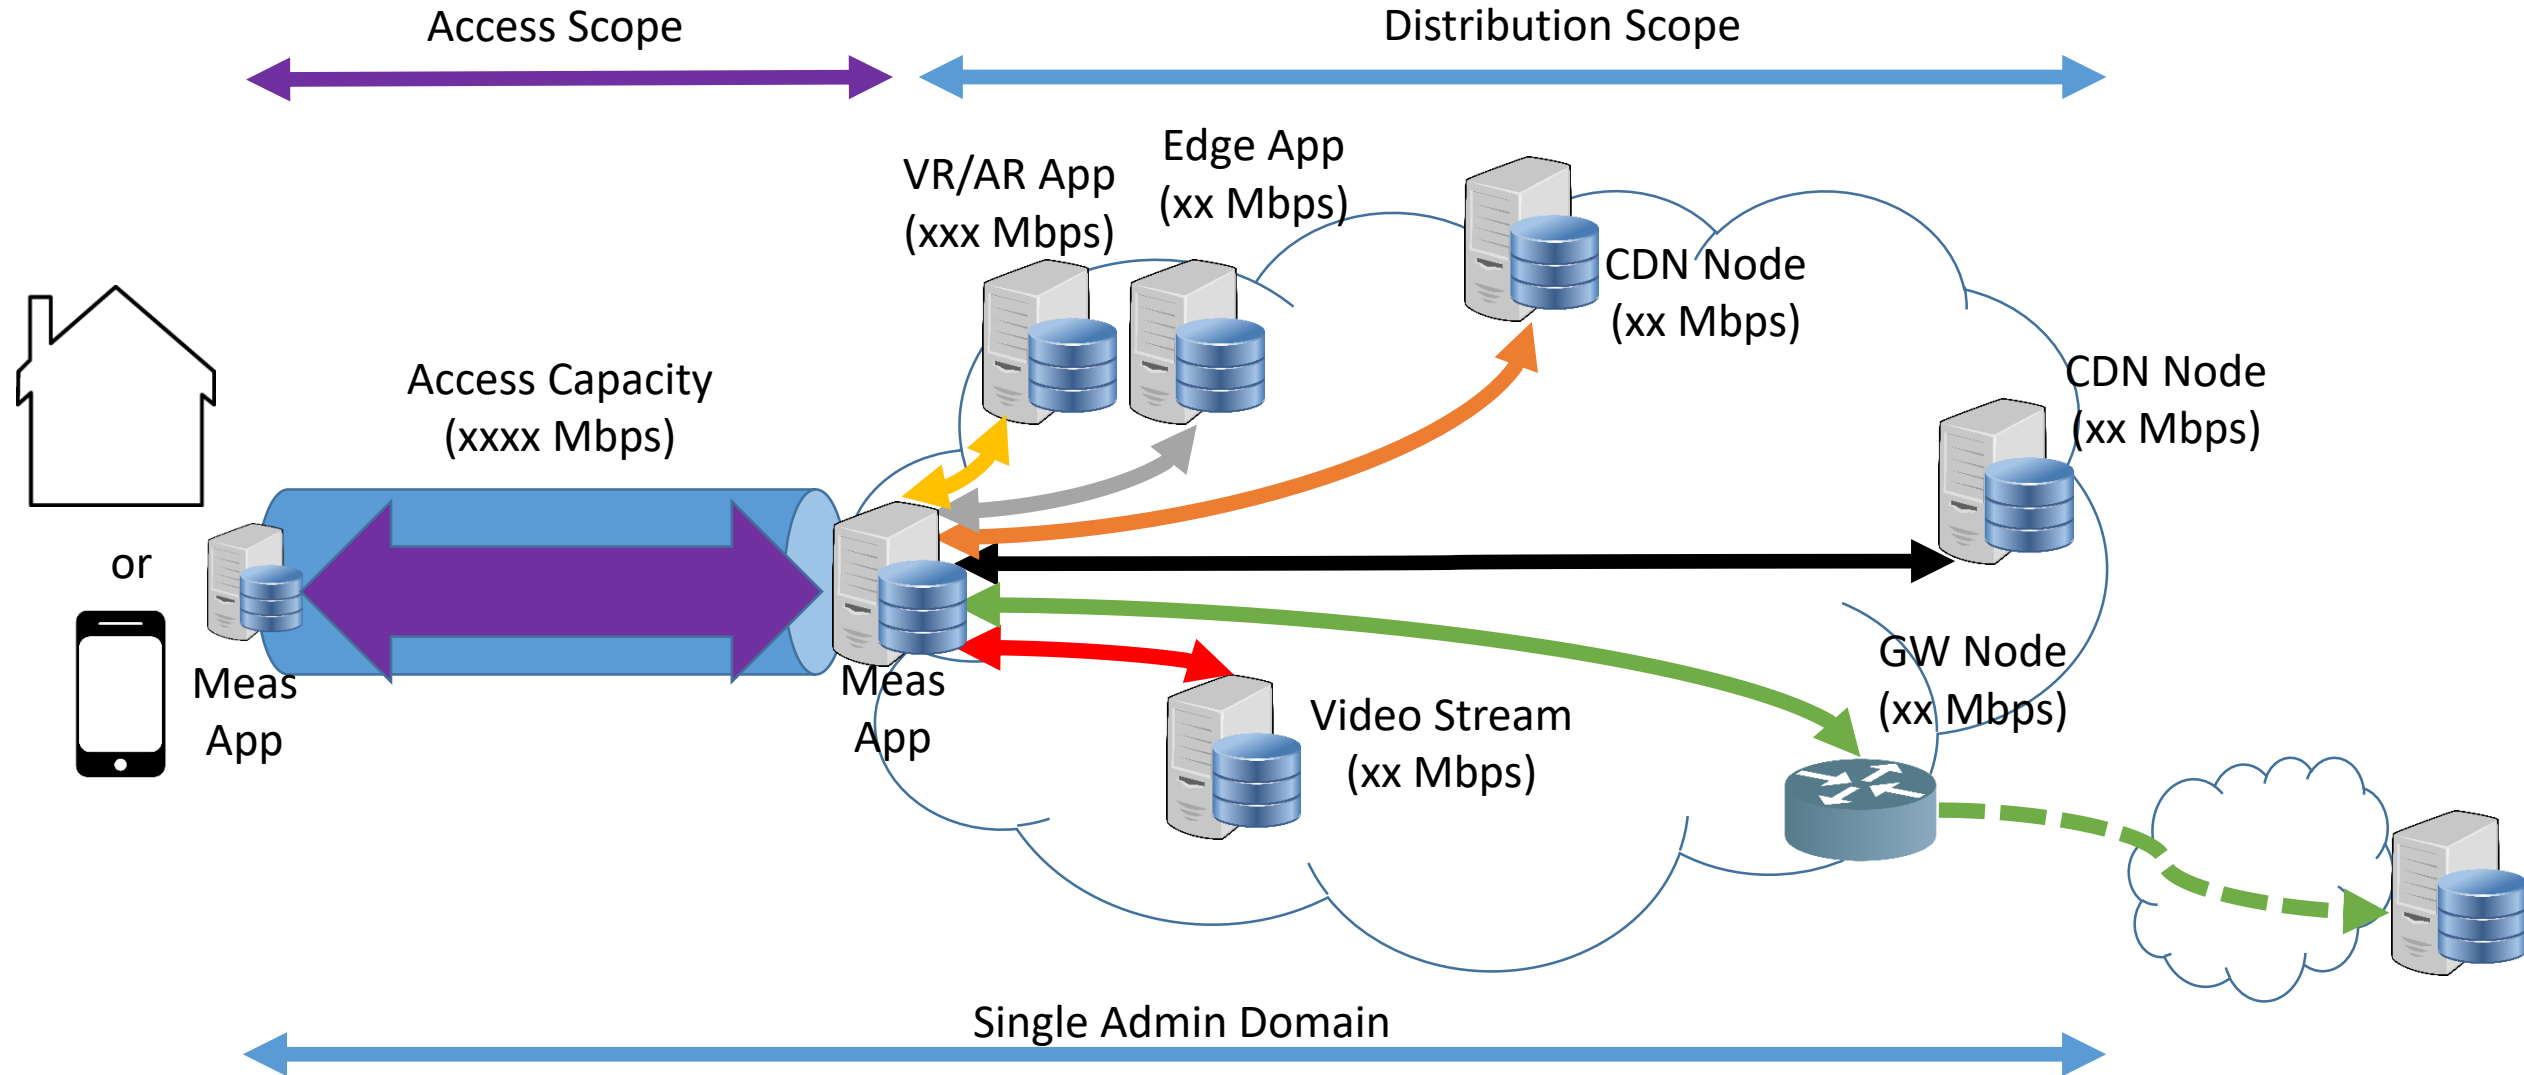 Access Scope
Distribution Scope
VR/AR App
(xxx Mbps)
Edge App
(xx Mbps)
CDN Node
(xx Mbps)
CDN Node
(xx Mbps)
Access Capacity
(xxxx Mbps)
or
Meas
App
Meas
App
GW Node
(xx Mbps)
Video Stream
(xx Mbps)
Single Admin Domain